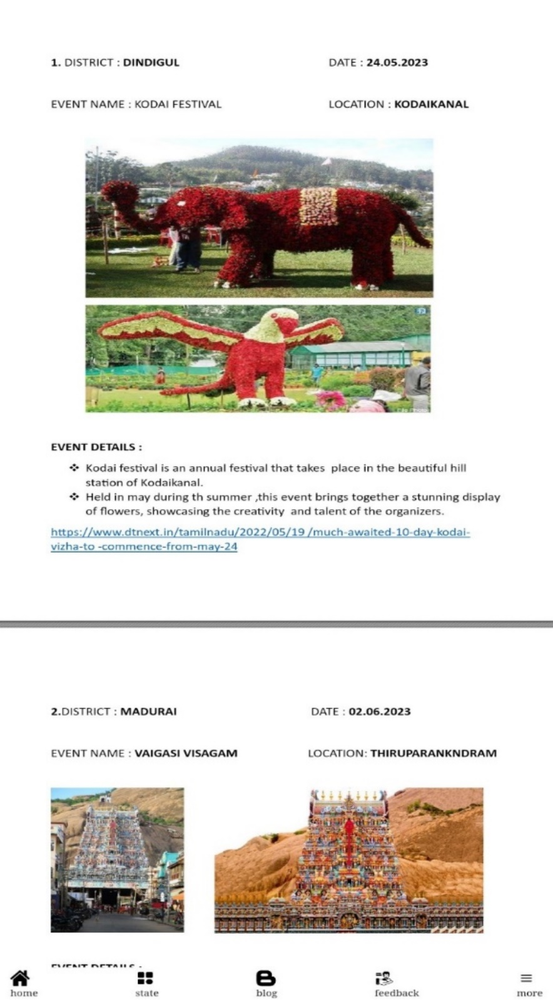 1. DISTRICT : DINDIGUL DATE : 24.05.2023
EVENT NAME : KODAI FESTIVAL LOCATION : KODAIKANAL
EVENT DETAILS :
❖ Kodai festival is an annual festival that takes place in the beautiful hill
station of Kodaikanal.
❖ Held in may during th summer ,this event brings together a stunning display
of flowers, showcasing the creativity and talent of the organizers.
https://www.dtnext.in/tamilnadu/2022/05/19 /much-awaited-10-day-kodai-
vizha-to -commence-from-may-24
2.DISTRICT : MADURAI DATE : 02.06.2023
EVENT NAME : VAIGASI VISAGAM LOCATION: THIRUPARANKNDRAM
EVENT DETAILS :
home state blog feedback more